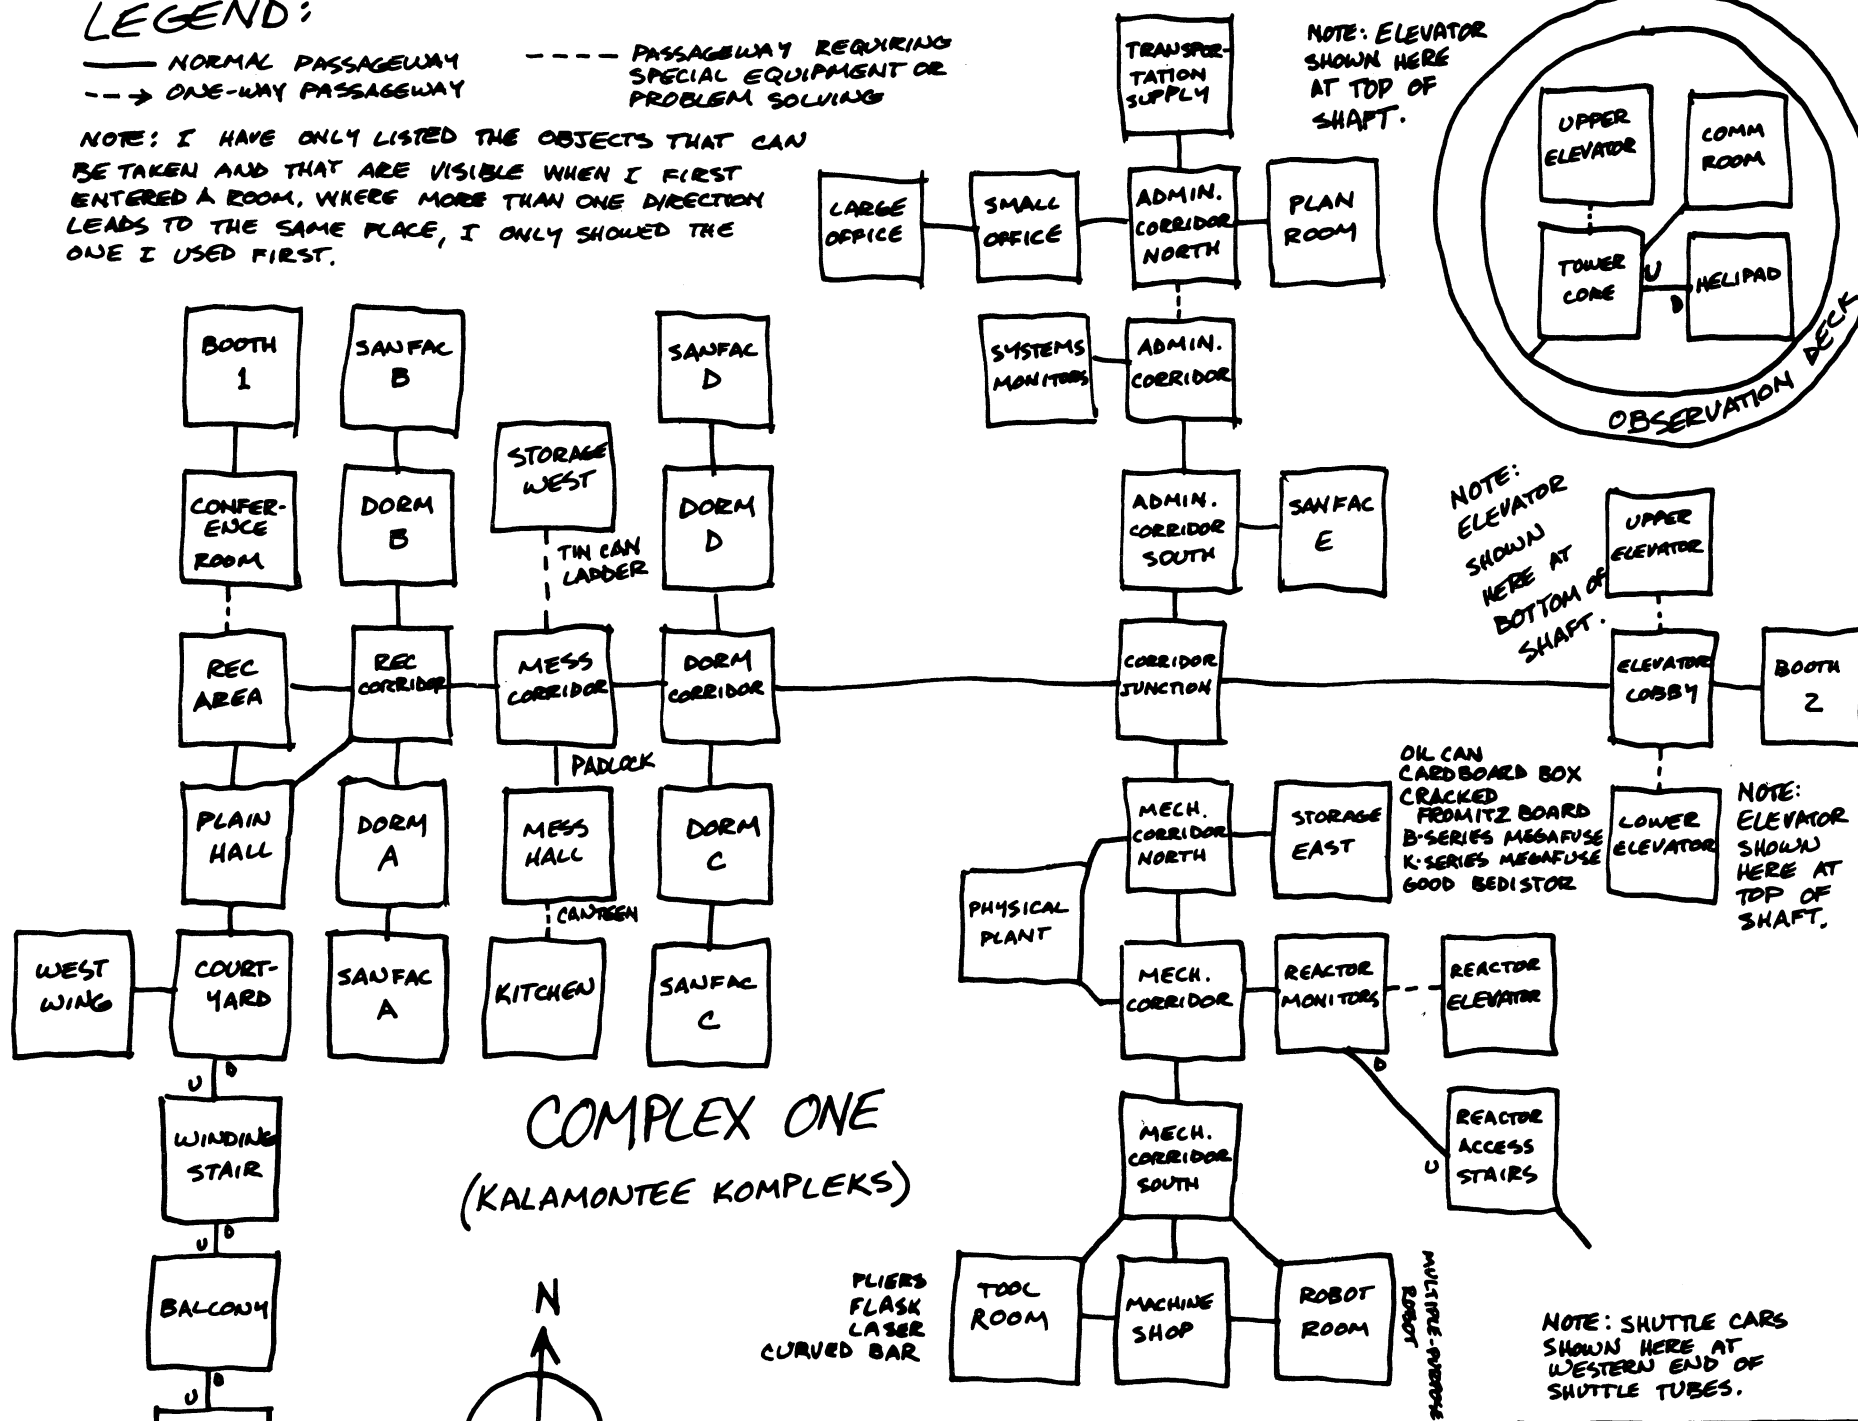 LEGEND:
NORMAL PASSAGEWAY
ONE-WAY PASSAGEWAY
PASSAGEWAY REQUIRING
SPECIAL EQUIPMENT OR
PROBLEM SOLVING
NOTE: I HAVE ONLY LISTED THE OBJECTS THAT CAN
BE TAKEN AND THAT ARE VISIBLE WHEN I FIRST
ENTERED A ROOM. WHERE MORE THAN ONE DIRECTION
LEADS TO THE SAME PLACE, I ONLY SHOWED THE
ONE I USED FIRST.
TRANSPOR-
TATION
SUPPLY
NOTE: ELEVATOR
SHOWN HERE
AT TOP OF
SHAFT.
UPPER
ELEVATOR
COMM
ROOM
TOWER
CORE
U
D
HELIPAD
OBSERVATION DECK
LARGE
OFFICE
SMALL
OFFICE
ADMIN.
CORRIDOR
NORTH
PLAN
ROOM
SYSTEMS
MONITORS
ADMIN.
CORRIDOR
BOOTH
1
SANFAC
B
SANFAC
D
STORAGE
WEST
CONFER-
ENCE
ROOM
DORM
B
TIN CAN
LADDER
DORM
D
ADMIN.
CORRIDOR
SOUTH
SANFAC
E
NOTE:
ELEVATOR
SHOWN
HERE AT
BOTTOM OF
SHAFT.
UPPER
ELEVATOR
REC
AREA
REC
CORRIDOR
MESS
CORRIDOR
DORM
CORRIDOR
CORRIDOR
JUNCTION
ELEVATOR
LOBBY
BOOTH
2
PADLOCK
PLAIN
HALL
DORM
A
MESS
HALL
DORM
C
MECH.
CORRIDOR
NORTH
STORAGE
EAST
OIL CAN
CARDBOARD BOX
CRACKED
FROMITZ BOARD
B-SERIES MEGAFUSE
K-SERIES MEGAFUSE
GOOD BEDISTOR
LOWER
ELEVATOR
NOTE:
ELEVATOR
SHOWN
HERE AT
TOP OF
SHAFT.
CANTEEN
PHYSICAL
PLANT
WEST
WING
COURT-
YARD
SANFAC
A
KITCHEN
SANFAC
C
MECH.
CORRIDOR
REACTOR
MONITORS
REACTOR
ELEVATOR
U D
D
U
WINDING
STAIR
COMPLEX ONE
(KALAMONTEE KOMPLEKS)
MECH.
CORRIDOR
SOUTH
REACTOR
ACCESS
STAIRS
U D
BALCONY
N
PLIERS
FLASK
LASER
CURVED BAR
TOOL
ROOM
MACHINE
SHOP
ROBOT
ROOM
MULTIPLE-PURPOSE
ROBOT
NOTE: SHUTTLE CARS
SHOWN HERE AT
WESTERN END OF
SHUTTLE TUBES.
U D